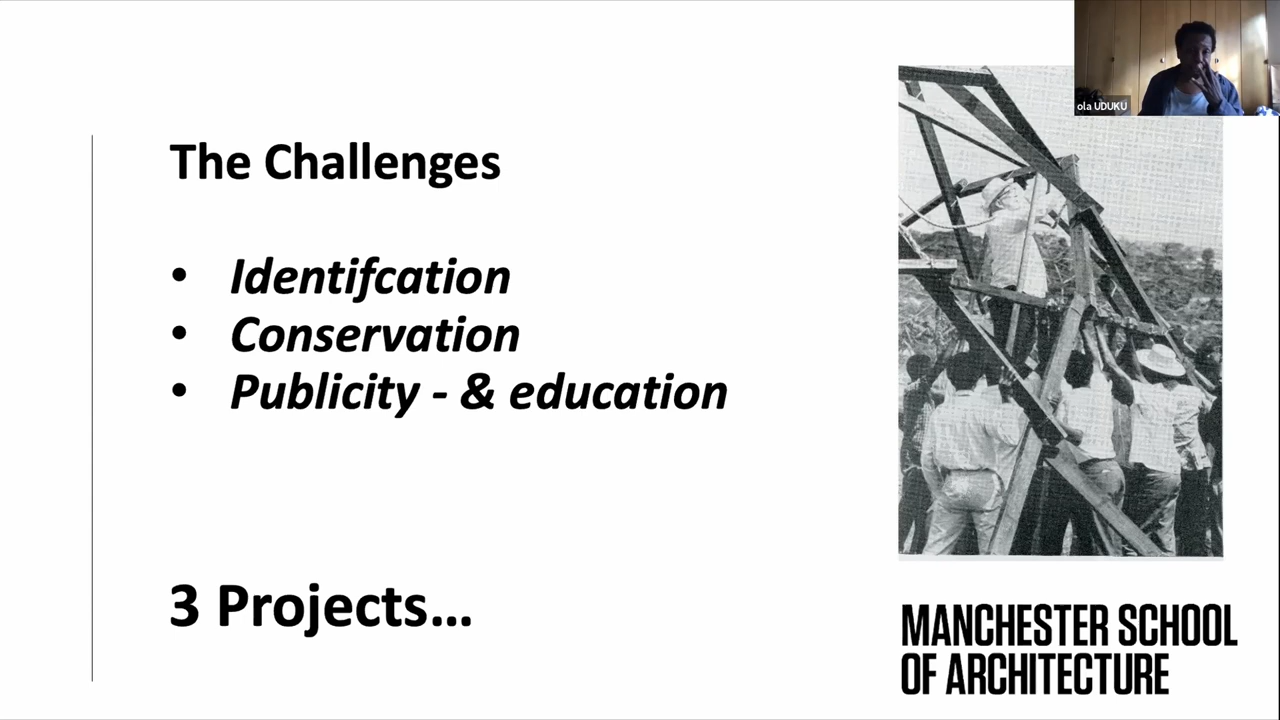 ola UDUKU
The Challenges
• Identifcation
• Conservation
• Publicity - & education
3 Projects…
MANCHESTER SCHOOL
OF ARCHITECTURE